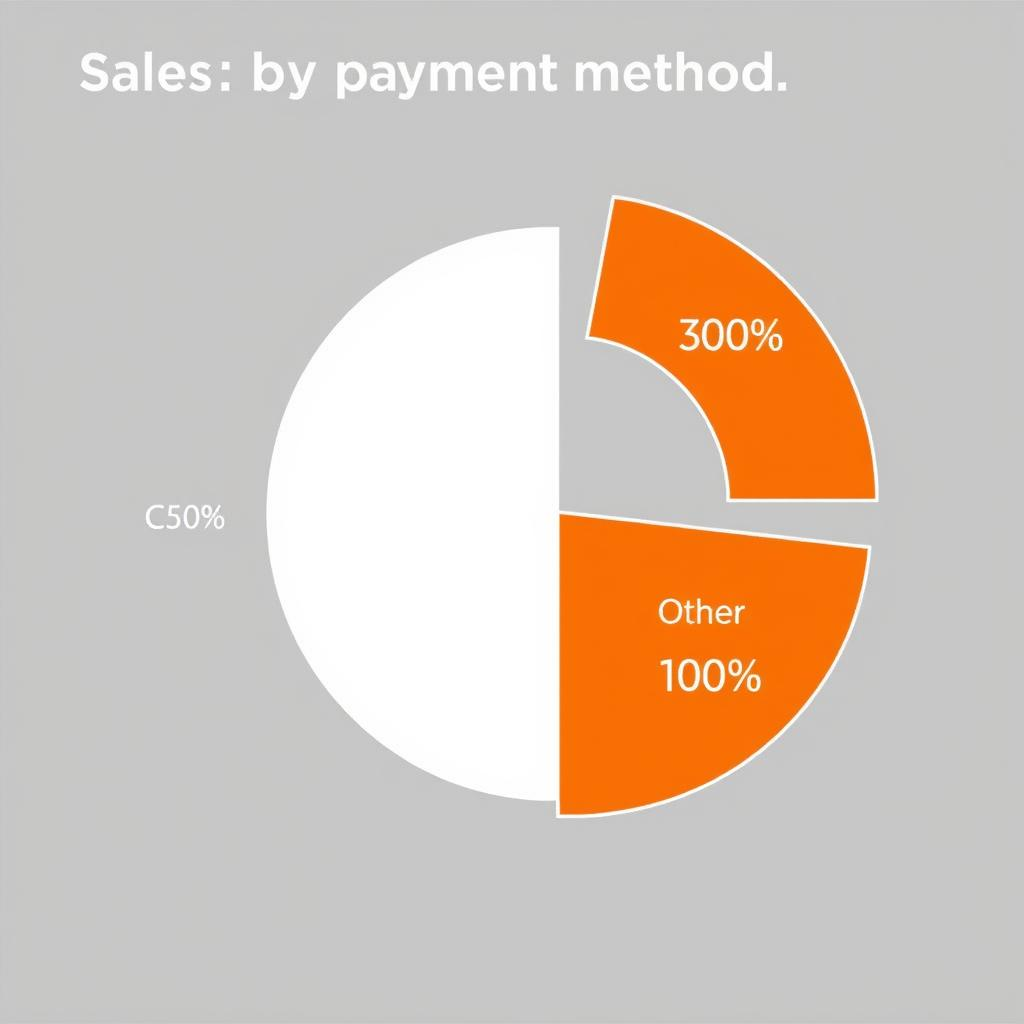 Sales: by payment method.
300%
C50%
Other
100%